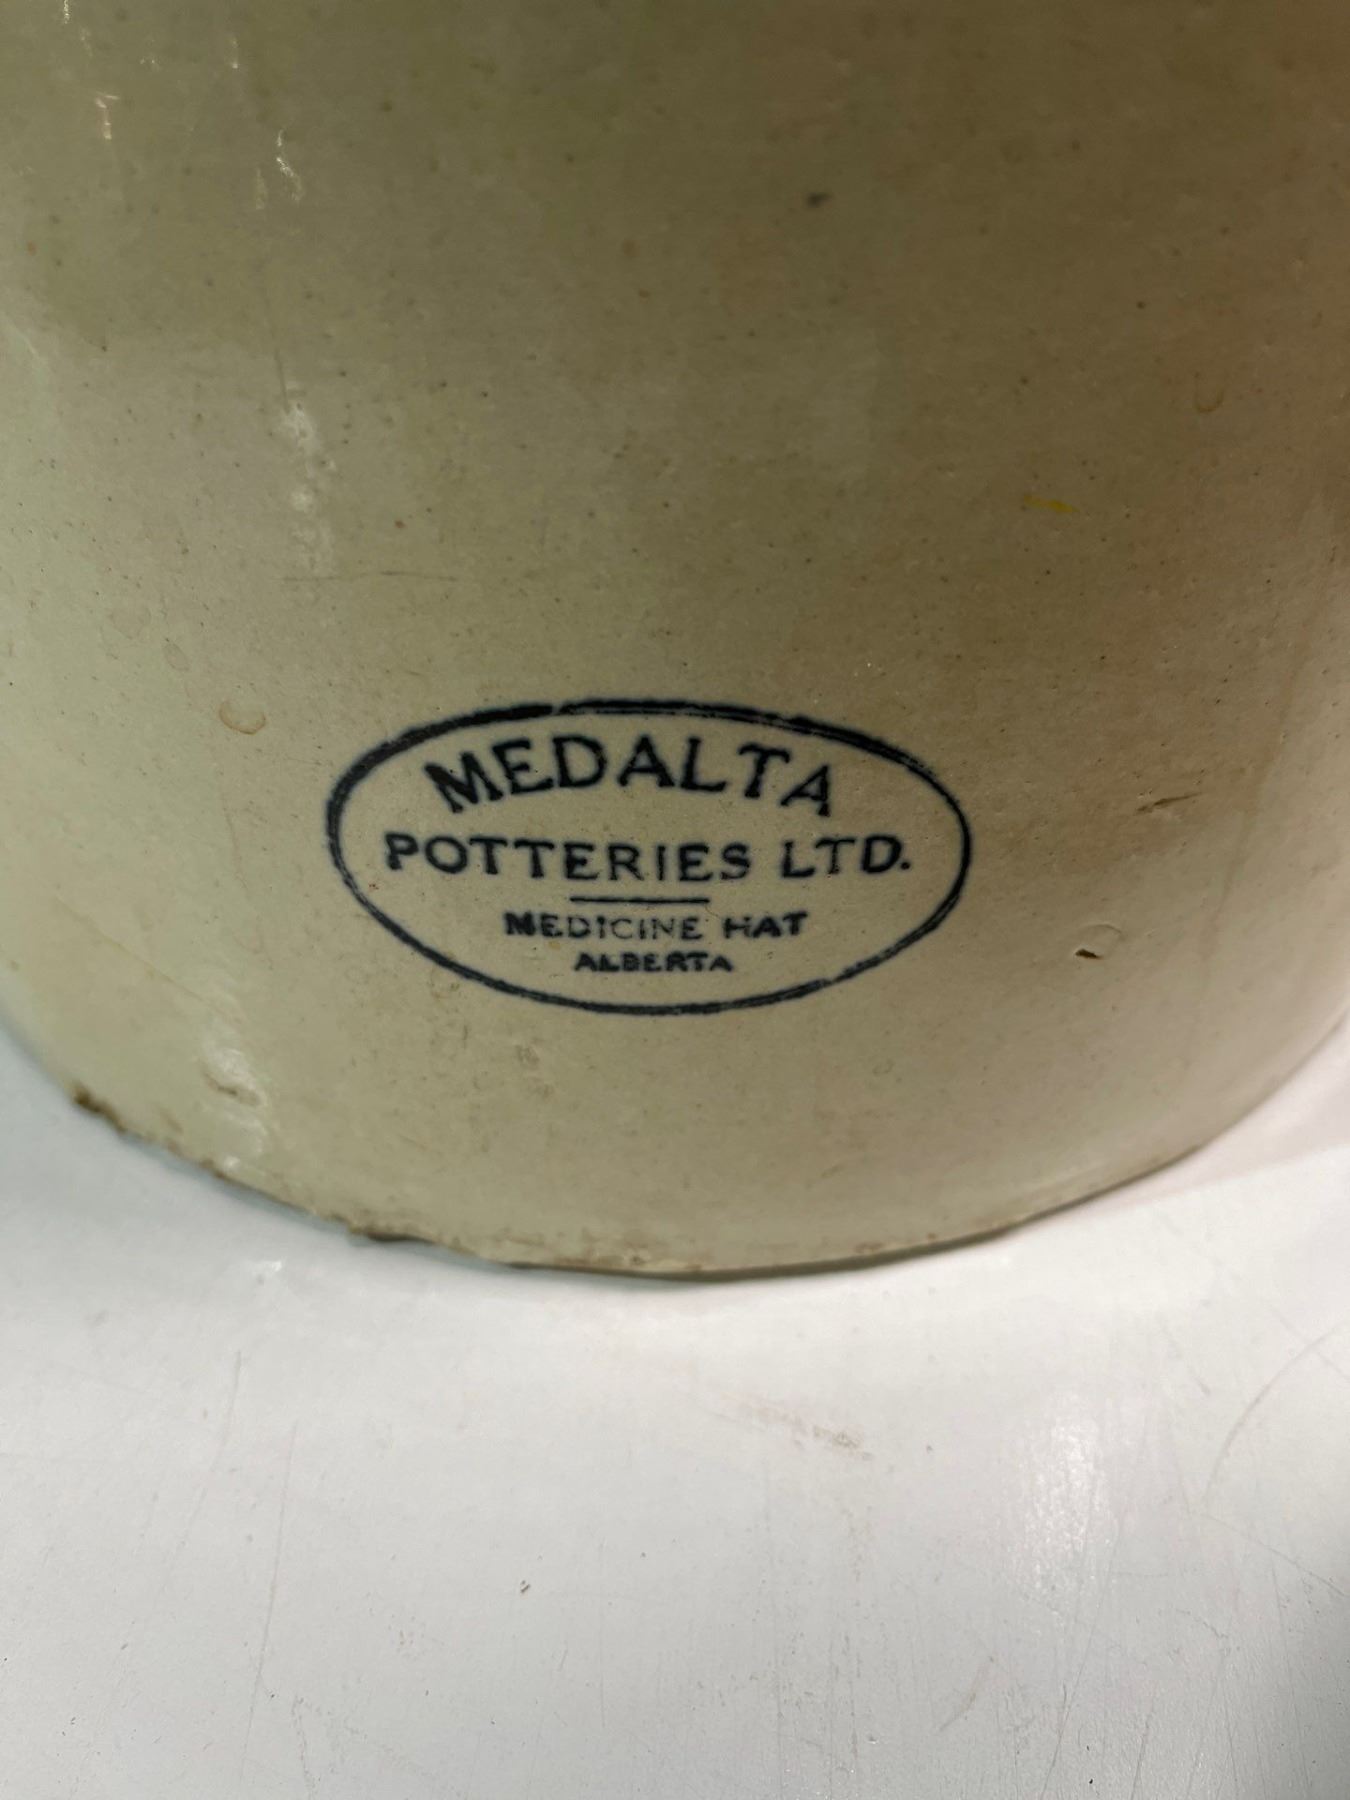 MEDALTA
POTTERIES LTD.
MEDICINE HAT
ALBERTA